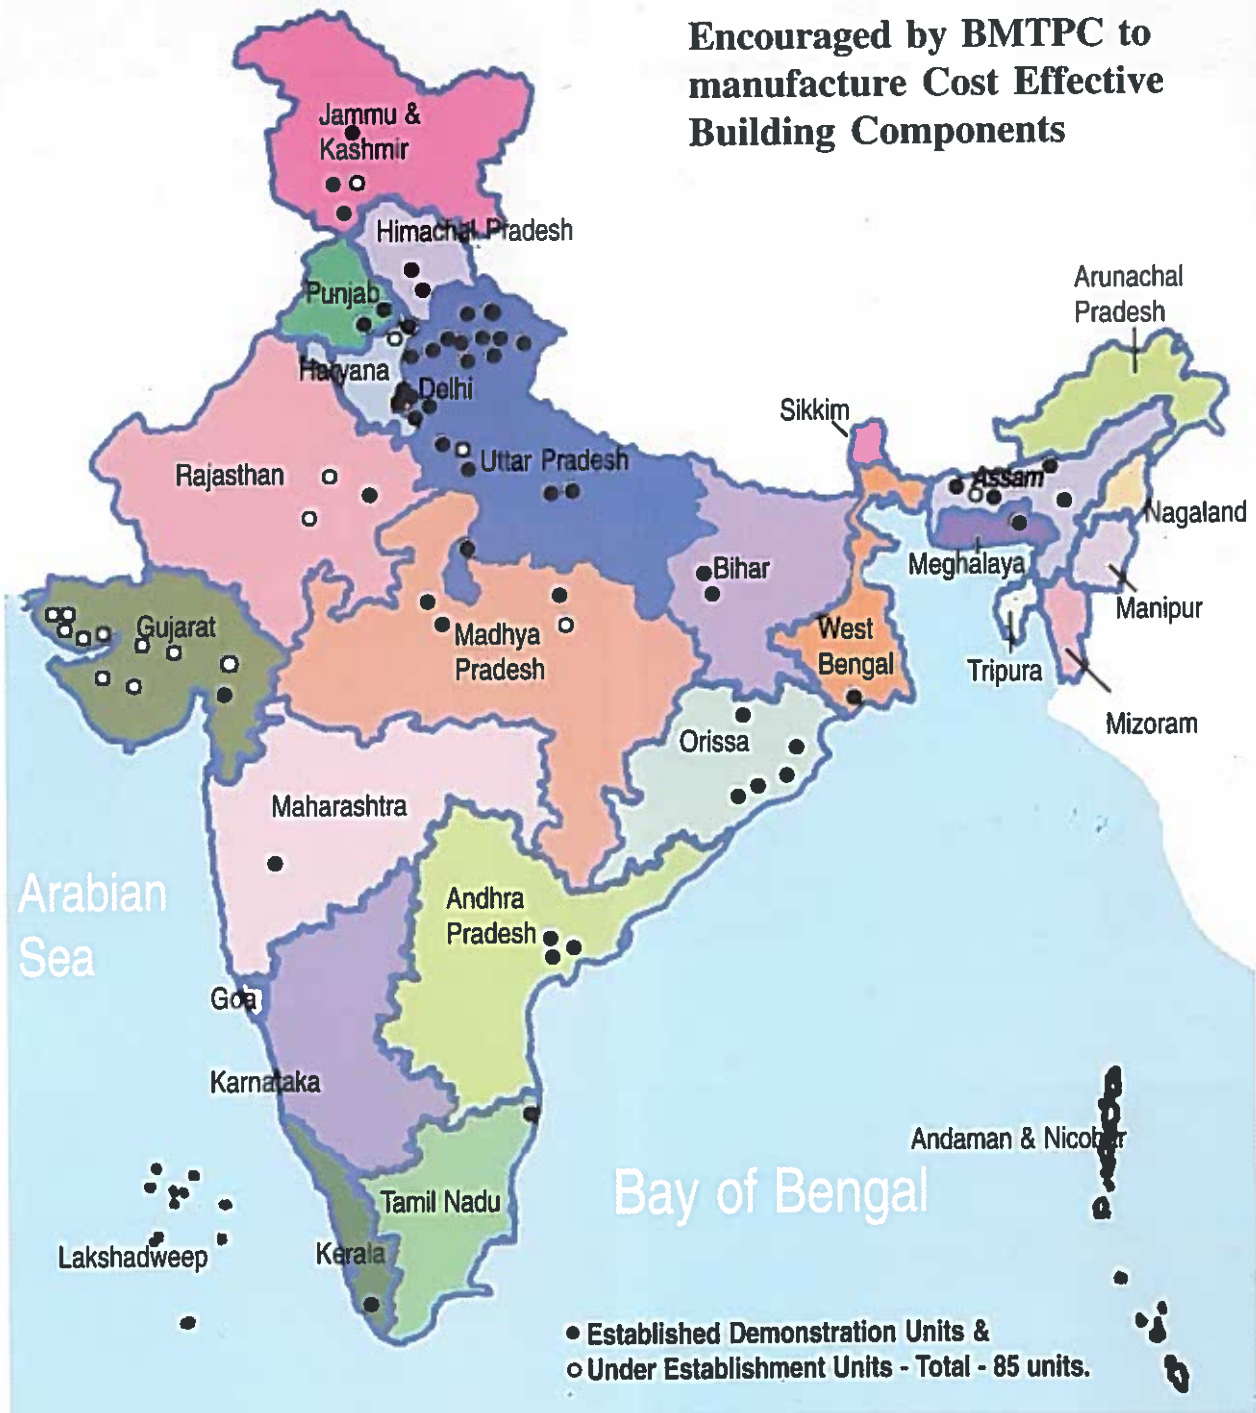 Encouraged by BMTPC to
manufacture Cost Effective
Building Components
Jammu &
Kashmir
Himachal Pradesh
Punjab
Haryana
Delhi
Arunachal
Pradesh
Sikkim
Rajasthan
Uttar Pradesh
Assam
Nagaland
Meghalaya
Bihar
Manipur
Gujarat
Madhya
Pradesh
West
Bengal
Tripura
Mizoram
Orissa
Maharashtra
Arabian
Sea
Andhra
Pradesh
Goa
Karnataka
Andaman & Nicobar
Bay of Bengal
Tamil Nadu
Lakshadweep
Kerala
● Established Demonstration Units &
○ Under Establishment Units - Total - 85 units.